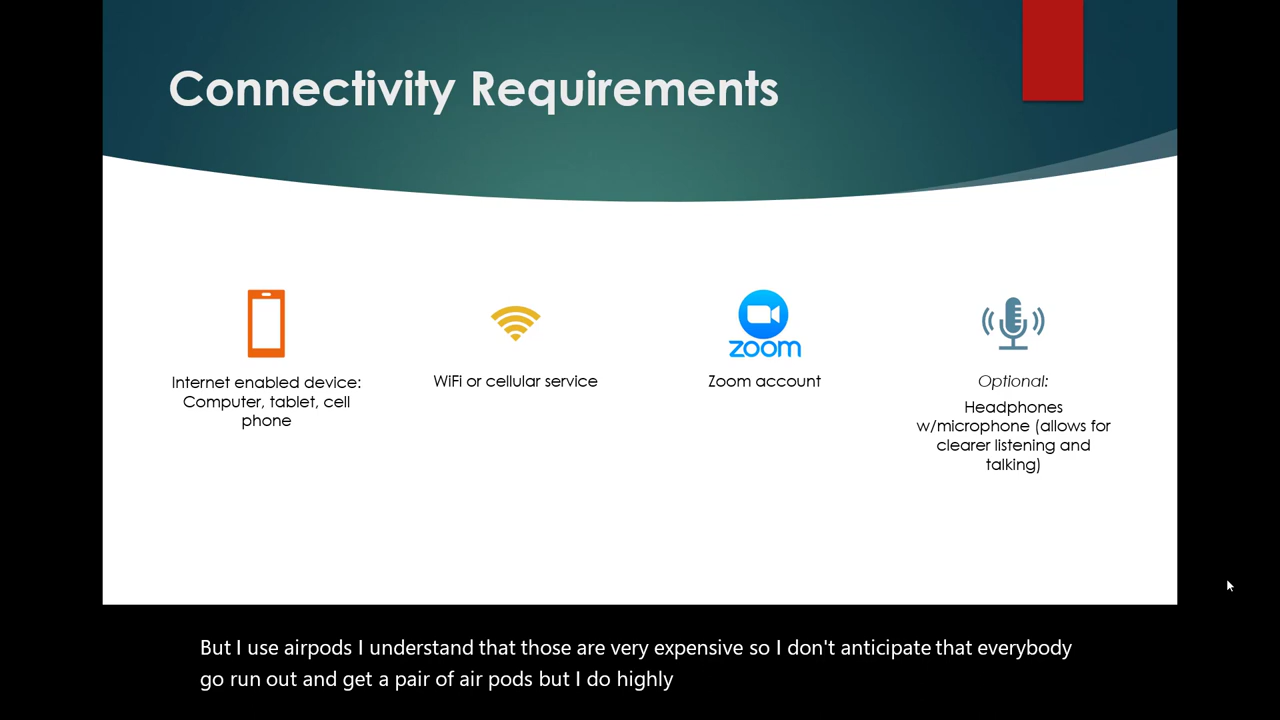 Connectivity Requirements
Internet enabled device:
Computer, tablet, cell
phone
WiFi or cellular service
zoom
Zoom account
Optional:
Headphones
w/microphone (allows for
clearer listening and
talking)
But I use airpods I understand that those are very expensive so I don't anticipate that everybody
go run out and get a pair of air pods but I do highly